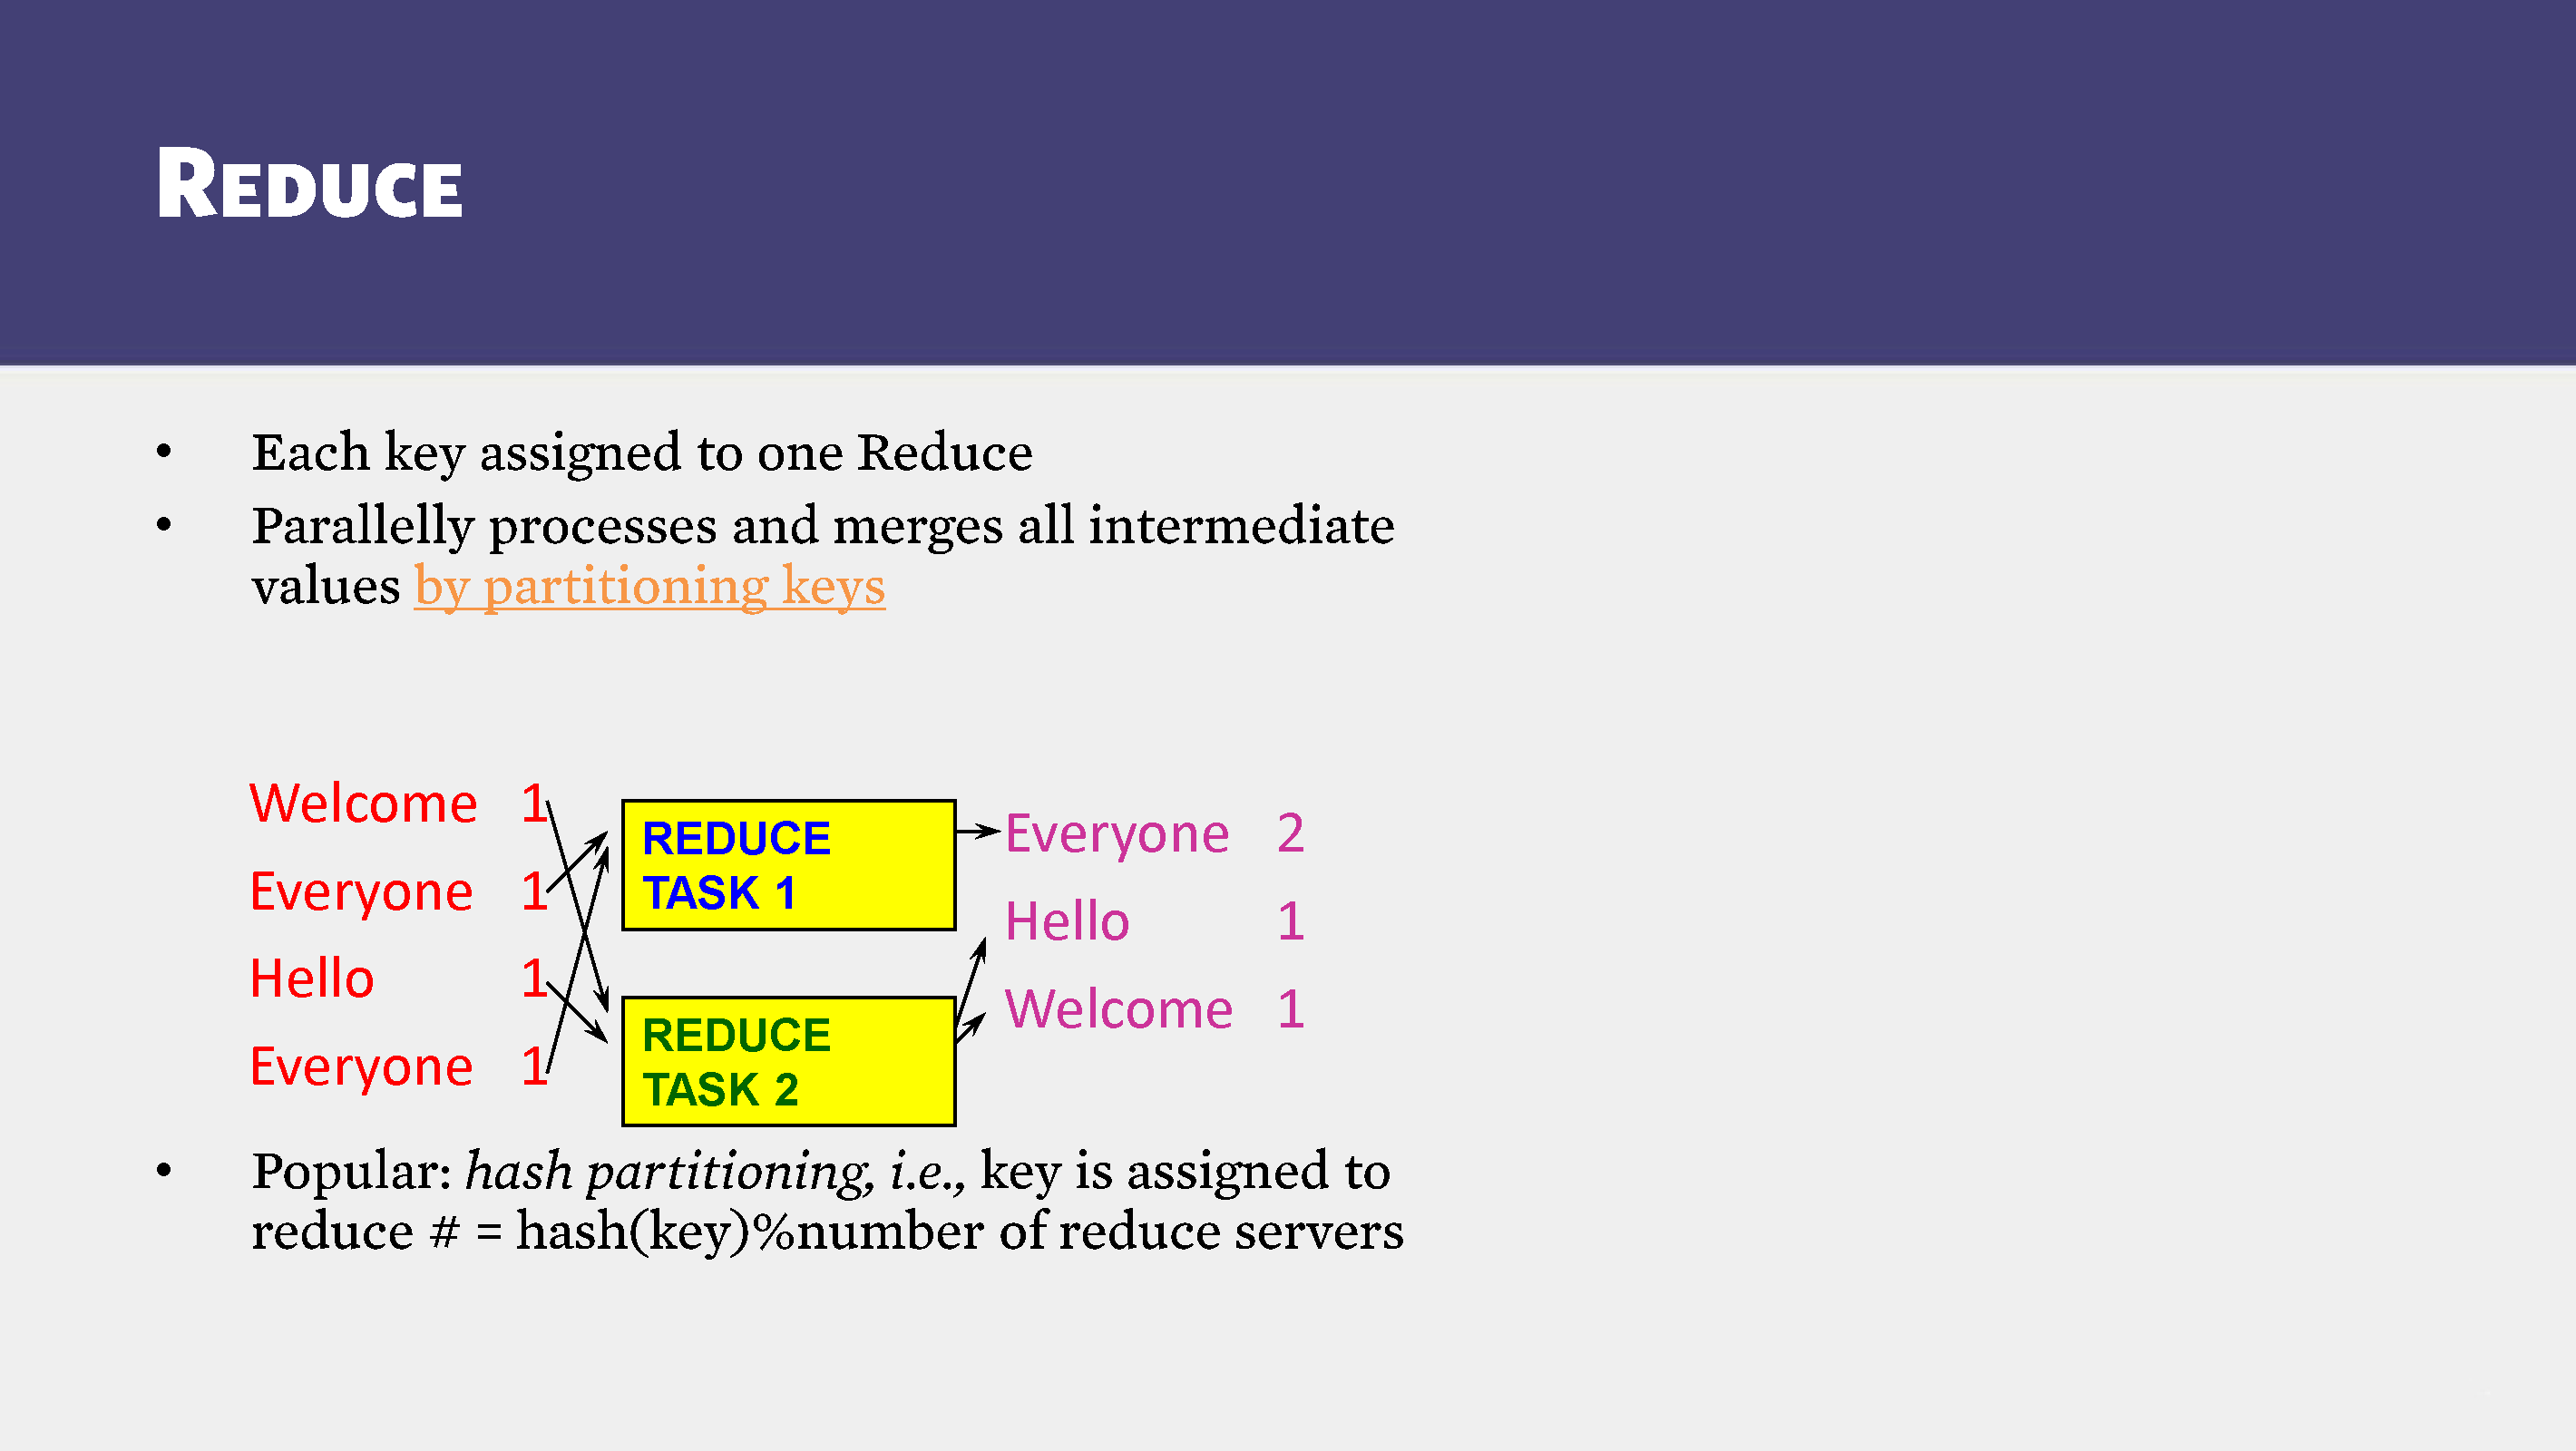 REDUCE
• Each key assigned to one Reduce
• Parallelly processes and merges all intermediate
values by partitioning keys
Welcome 1
Everyone 1
Hello 1
Everyone 1
REDUCE
TASK 1
REDUCE
TASK 2
Everyone 2
Hello 1
Welcome 1
• Popular: hash partitioning, i.e., key is assigned to
reduce # = hash(key)%number of reduce servers